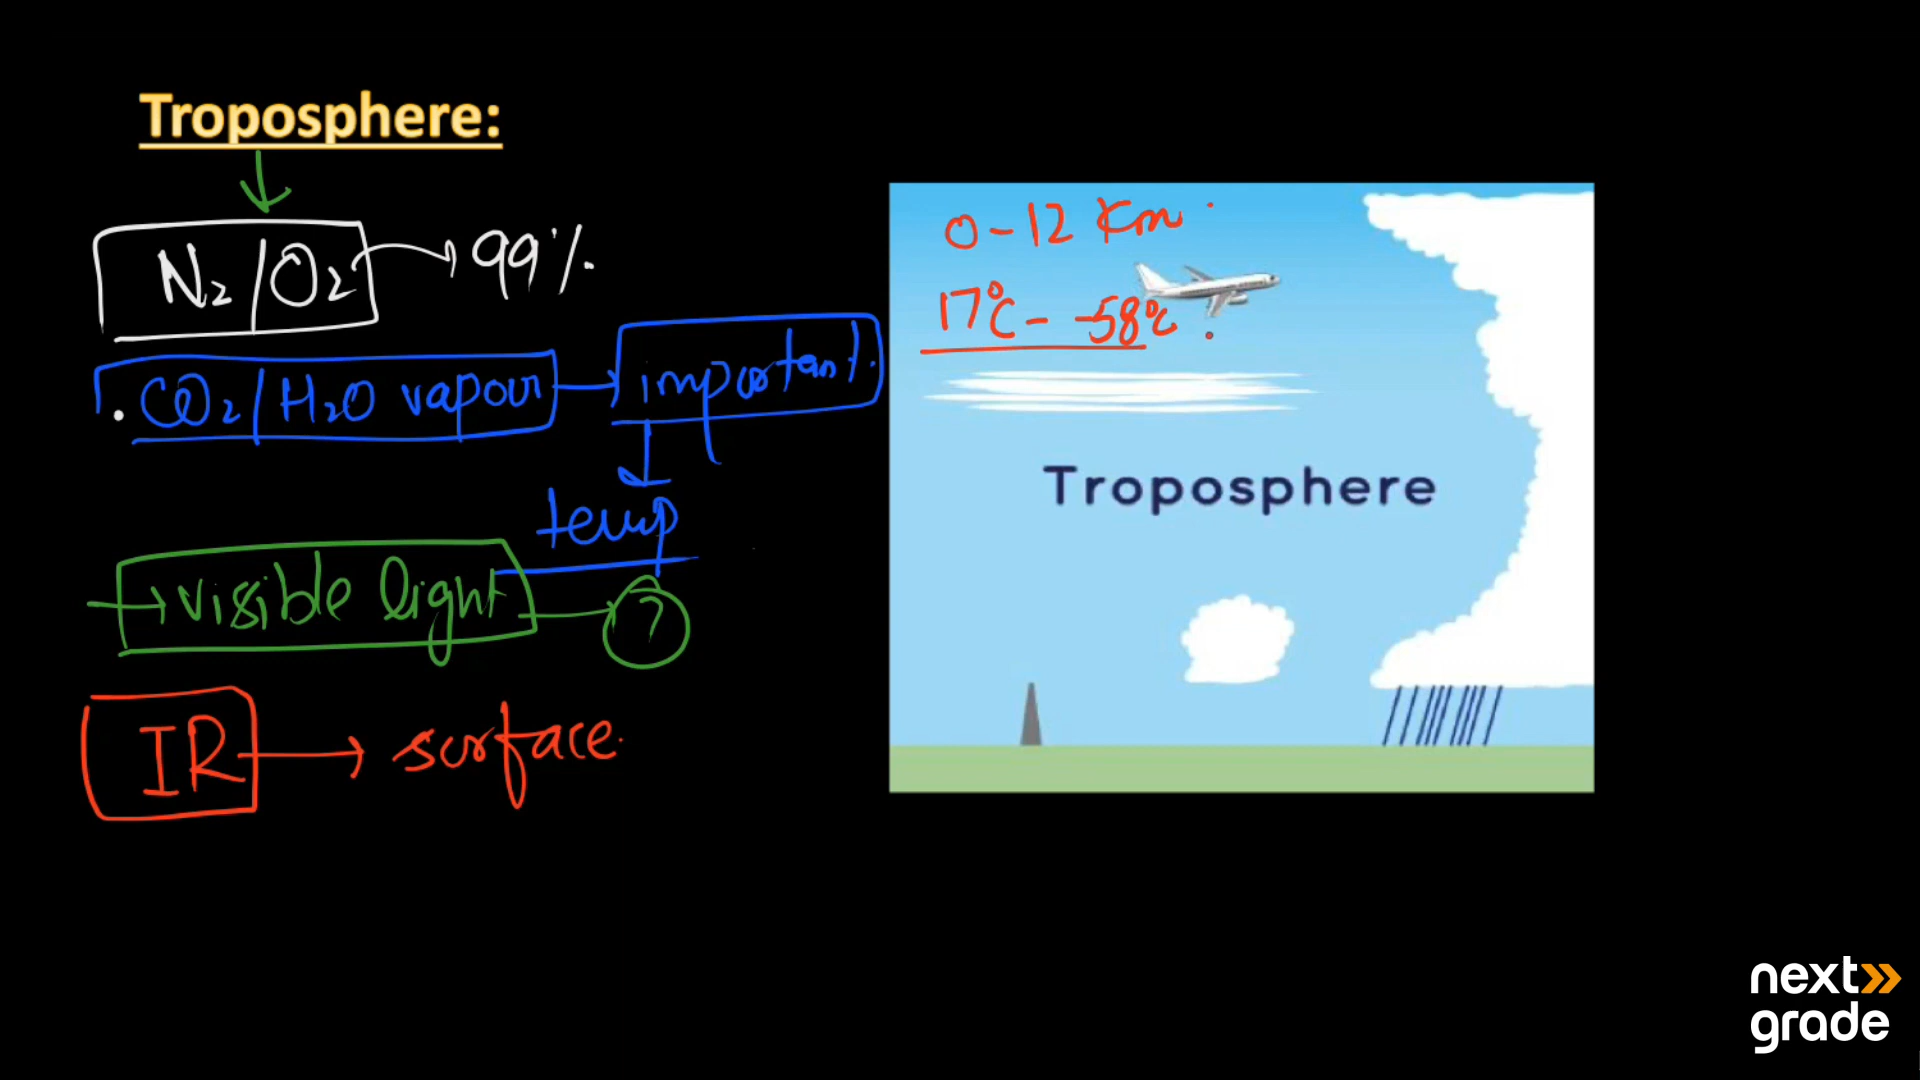 Troposphere:
N₂/O₂ → 99%.
CO₂/H₂O vapour → important.
temp
→ visible light → ?
IR → surface.
0-12 Km.
17°C - -58°C.
Troposphere
next
grade